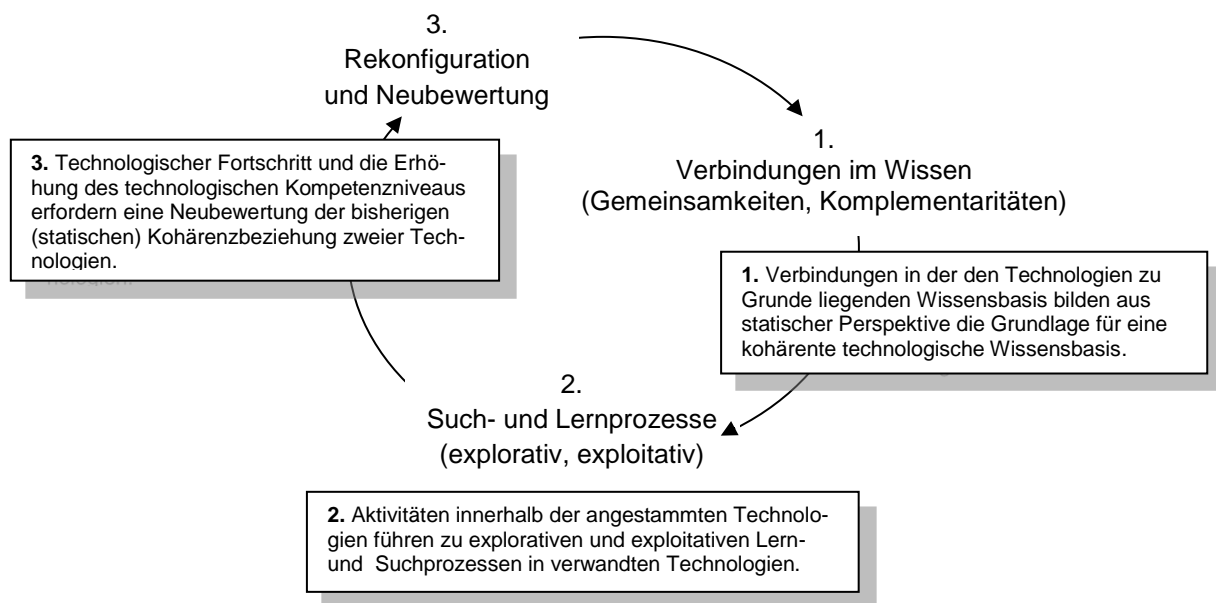 3.
Rekonfiguration
und Neubewertung
3. Technologischer Fortschritt und die Erhö-
hung des technologischen Kompetenzniveaus
erfordern eine Neubewertung der bisherigen
(statischen) Kohärenzbeziehung zweier Tech-
nologien.
1.
Verbindungen im Wissen
(Gemeinsamkeiten, Komplementaritäten)
1. Verbindungen in der den Technologien zu
Grunde liegenden Wissensbasis bilden aus
statischer Perspektive die Grundlage für eine
kohärente technologische Wissensbasis.
2.
Such- und Lernprozesse
(explorativ, exploitativ)
2. Aktivitäten innerhalb der angestammten Technolo-
gien führen zu explorativen und exploitativen Lern-
und Suchprozessen in verwandten Technologien.